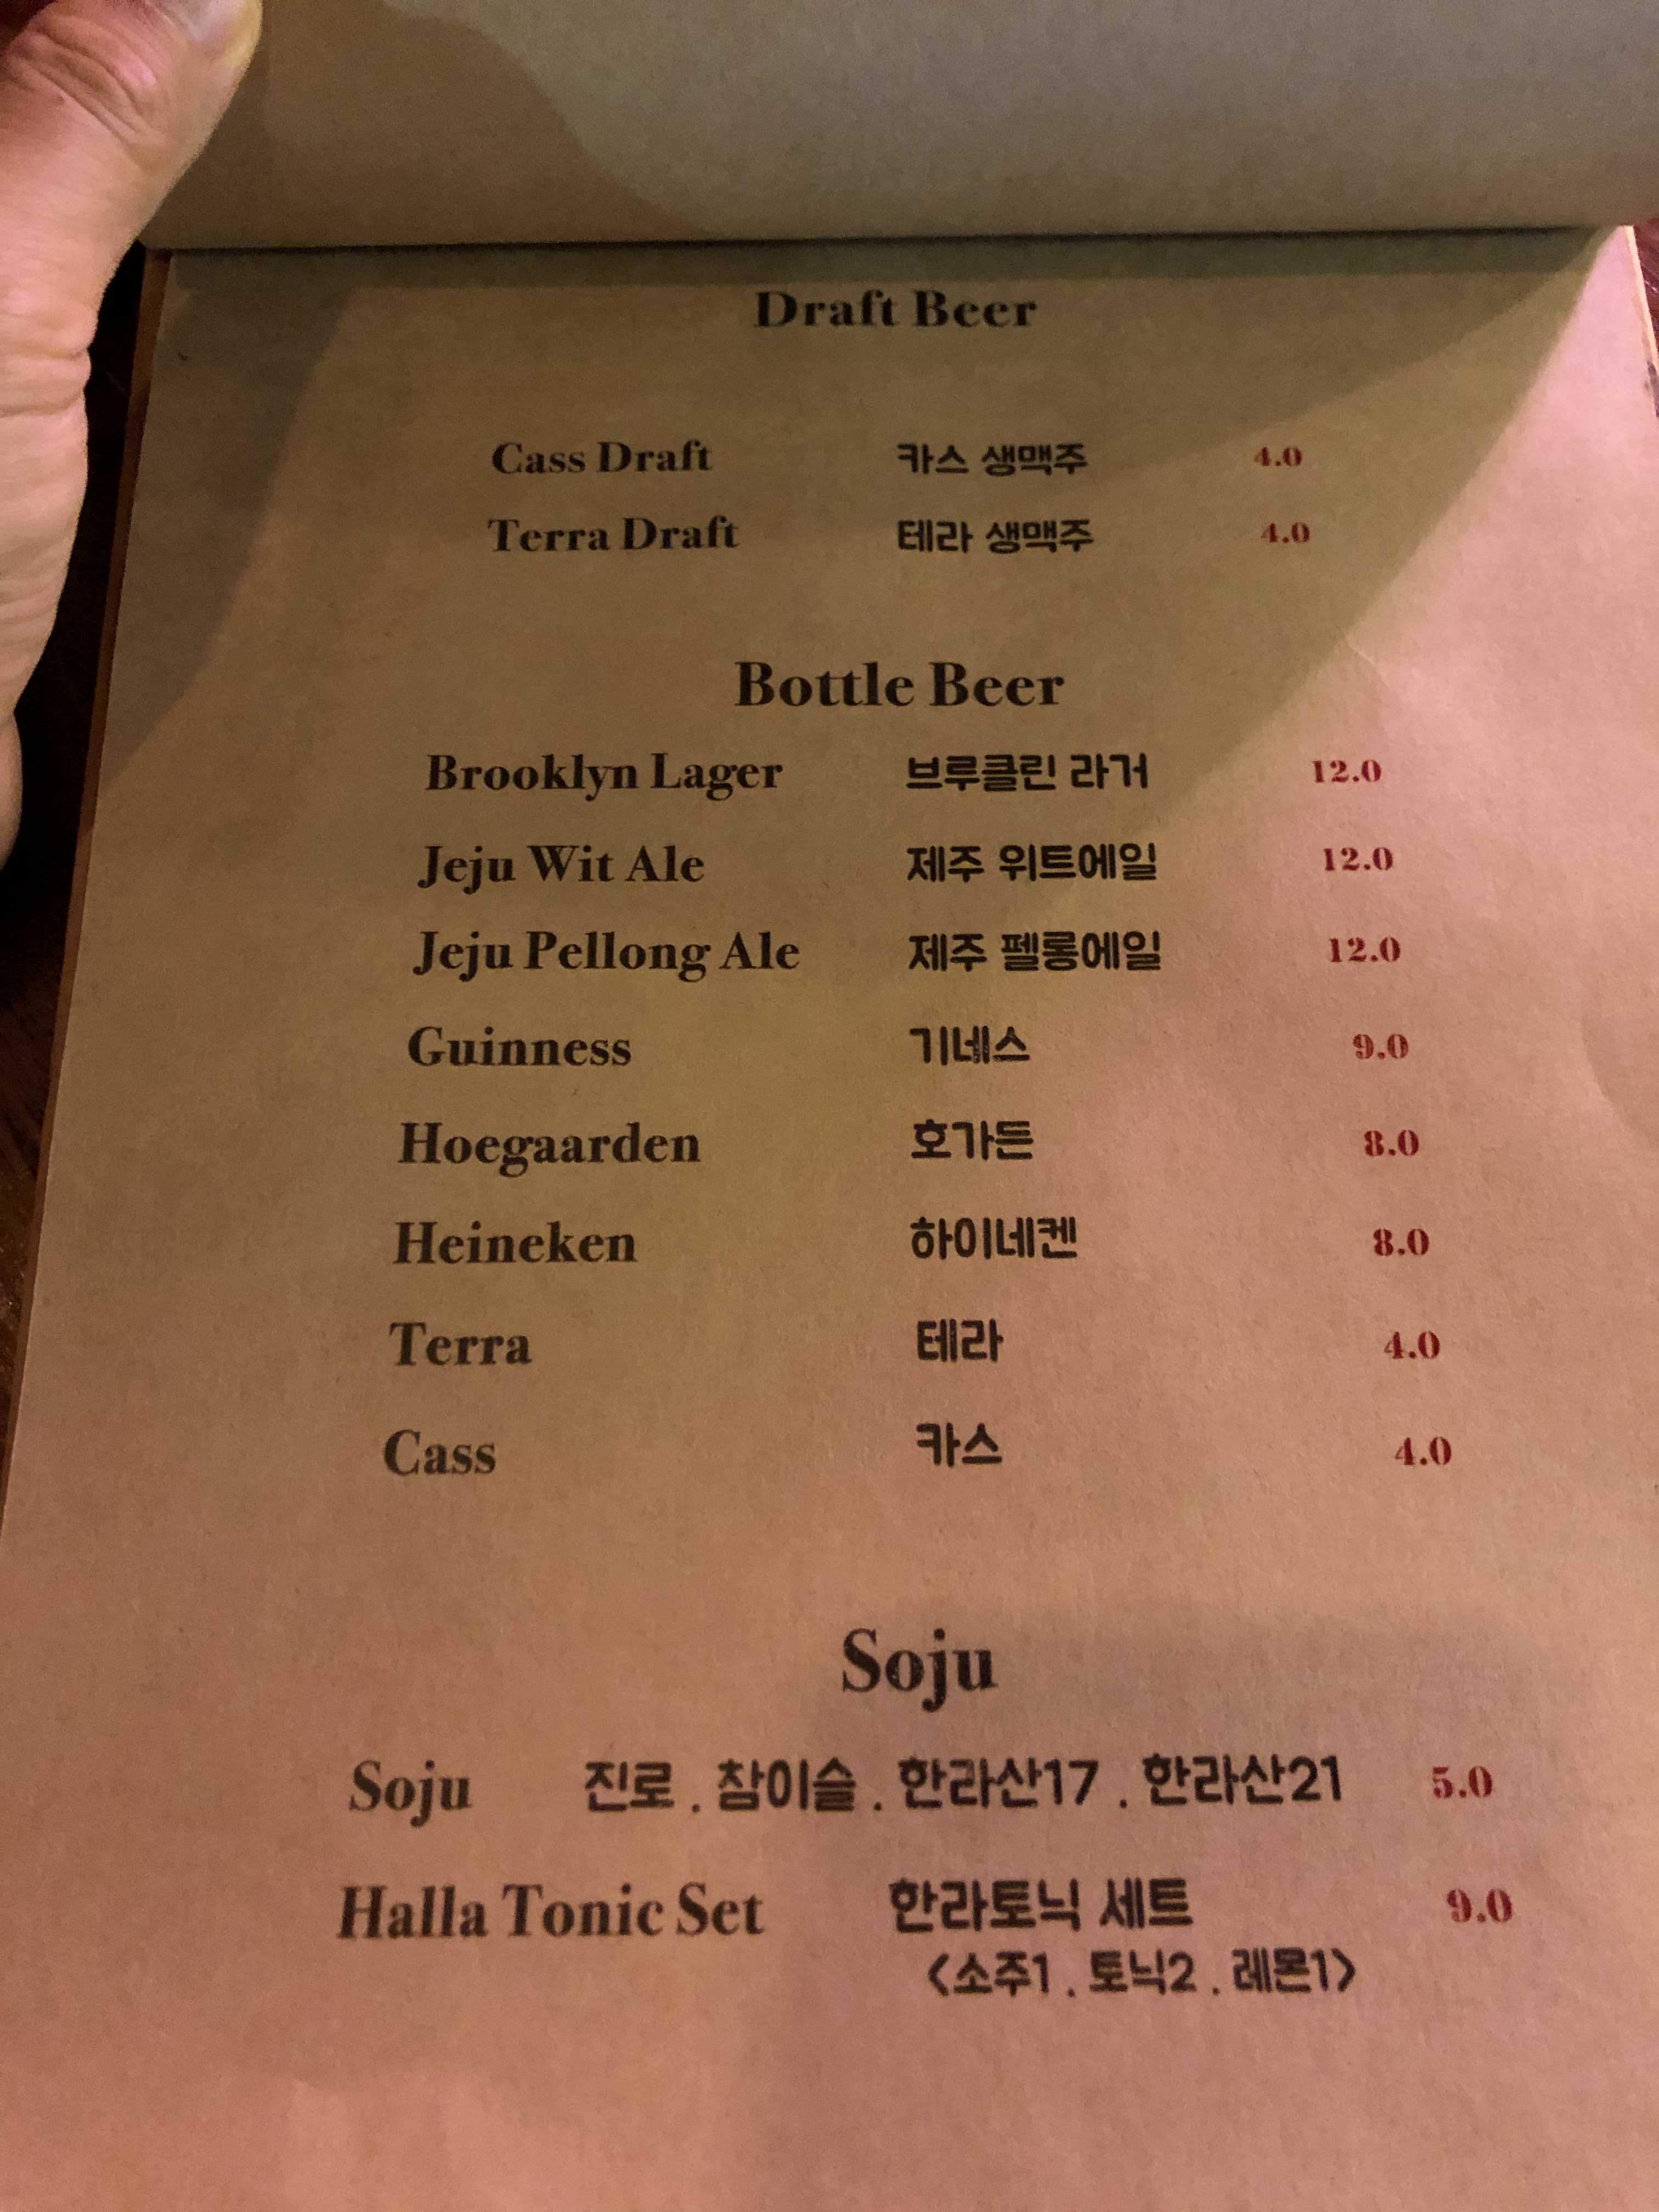 Draft Beer
Cass Draft 카스 생맥주 4.0
Terra Draft 테라 생맥주 4.0
Bottle Beer
Brooklyn Lager 브루클린 라거 12.0
Jeju Wit Ale 제주 위트에일 12.0
Jeju Pellong Ale 제주 펠롱에일 12.0
Guinness 기네스 9.0
Hoegaarden 호가든 8.0
Heineken 하이네켄 8.0
Terra 테라 4.0
Cass 카스 4.0
Soju
Soju 진로 . 참이슬 . 한라산17 . 한라산21 5.0
Halla Tonic Set 한라토닉 세트 9.0
<소주1 . 토닉2 . 레몬1>